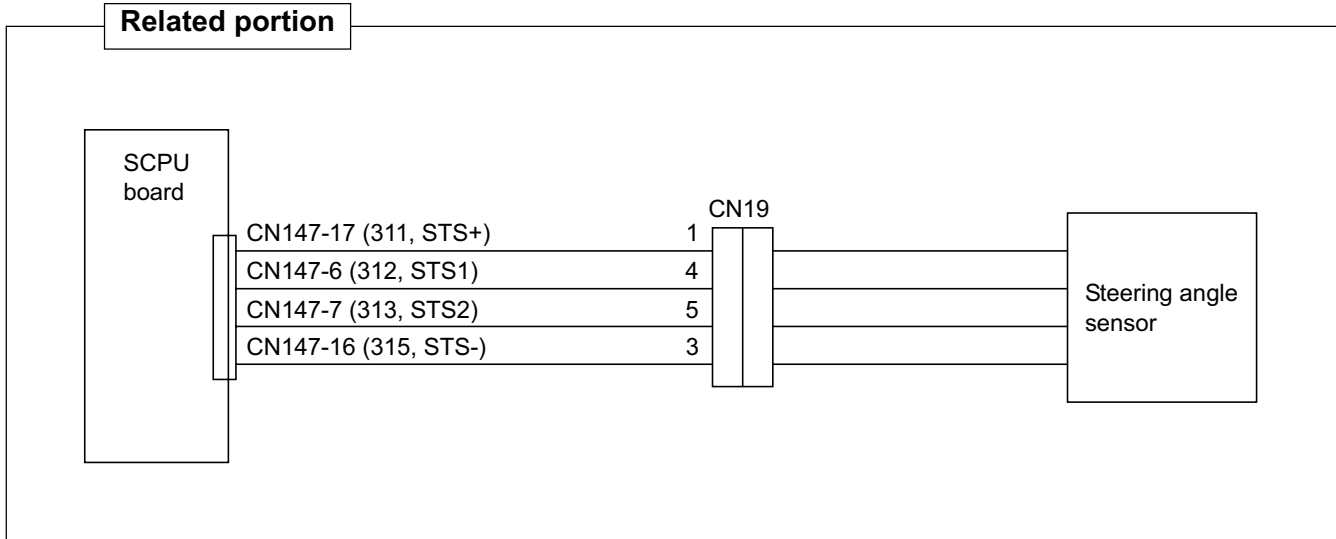 Related portion
SCPU
board
CN19
CN147-17 (311, STS+) 1
CN147-6 (312, STS1) 4
CN147-7 (313, STS2) 5
CN147-16 (315, STS-) 3
Steering angle
sensor